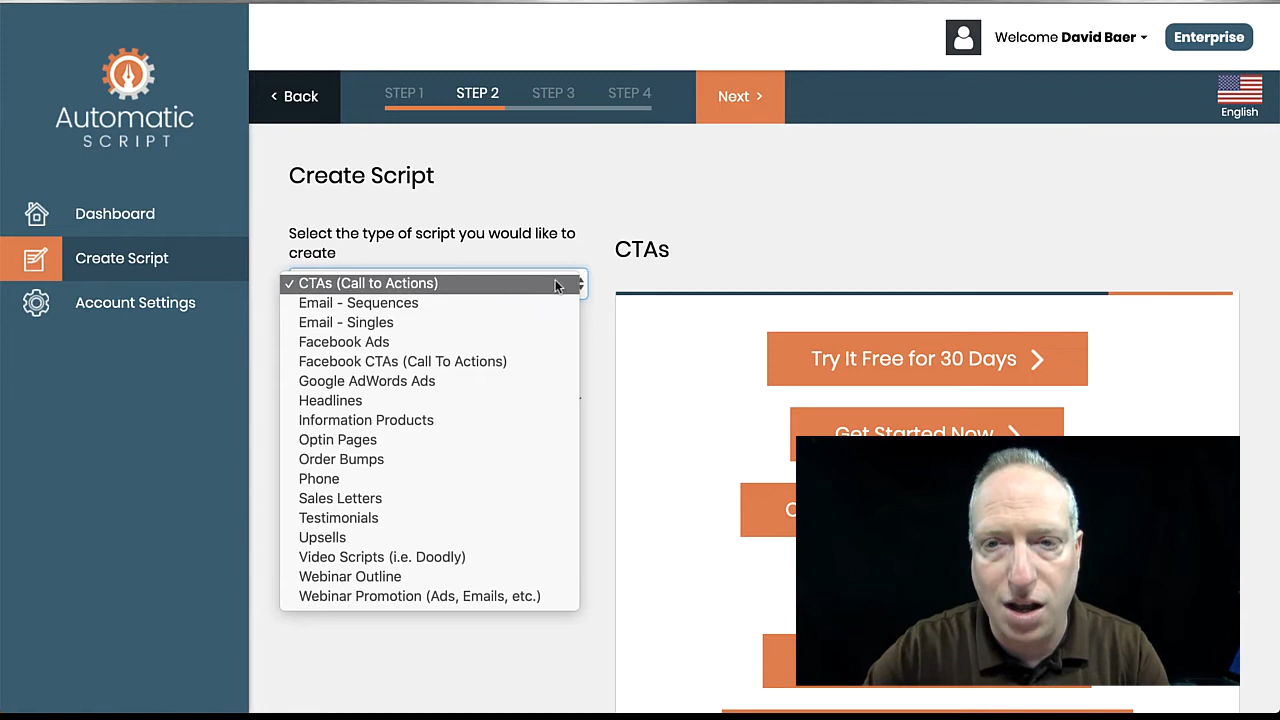 Automatic
SCRIPT
Dashboard
Create Script
Account Settings
Welcome David Baer
Enterprise
< Back
STEP 1
STEP 2
STEP 3
STEP 4
Next >
English
Create Script
Select the type of script you would like to
create
✓ CTAs (Call to Actions)
Email - Sequences
Email - Singles
Facebook Ads
Facebook CTAs (Call To Actions)
Google AdWords Ads
Headlines
Information Products
Optin Pages
Order Bumps
Phone
Sales Letters
Testimonials
Upsells
Video Scripts (i.e. Doodly)
Webinar Outline
Webinar Promotion (Ads, Emails, etc.)
CTAs
Try It Free for 30 Days
Get Started Now